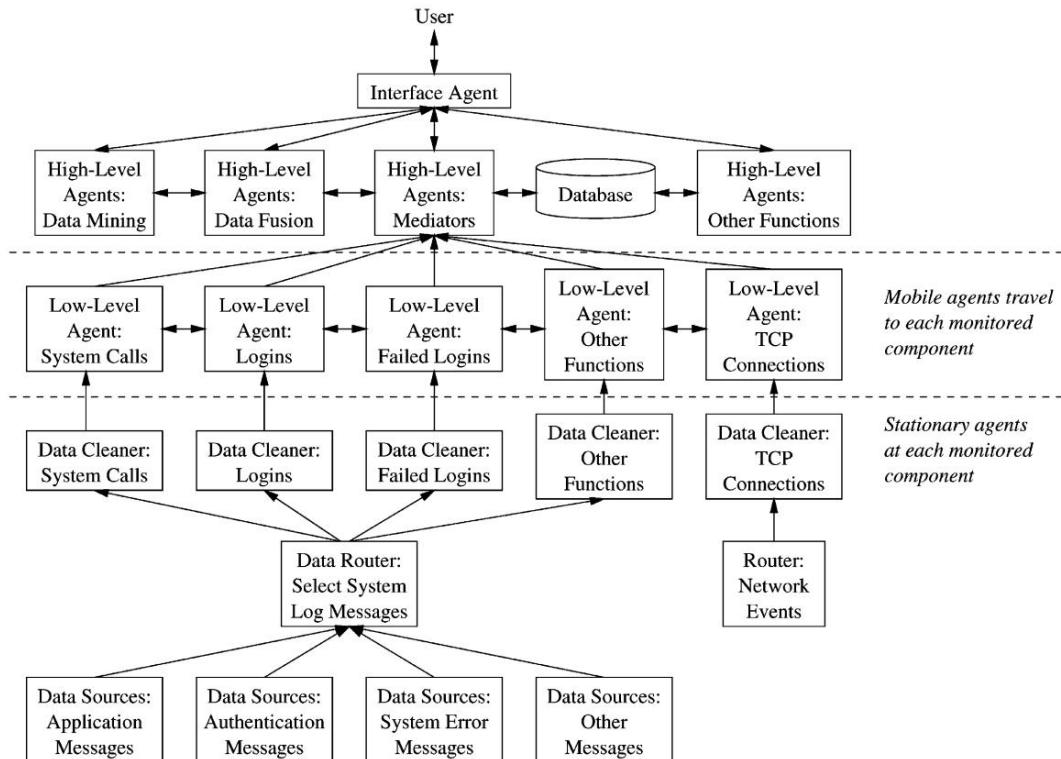 User
Interface Agent
High-Level
Agents:
Data Mining
High-Level
Agents:
Data Fusion
High-Level
Agents:
Mediators
Database
High-Level
Agents:
Other Functions
Low-Level
Agent:
System Calls
Low-Level
Agent:
Logins
Low-Level
Agent:
Failed Logins
Low-Level
Agent:
Other
Functions
Low-Level
Agent:
TCP
Connections
Mobile agents travel
to each monitored
component
Data Cleaner:
System Calls
Data Cleaner:
Logins
Data Cleaner:
Failed Logins
Data Cleaner:
Other
Functions
Data Cleaner:
TCP
Connections
Stationary agents
at each monitored
component
Data Router:
Select System
Log Messages
Router:
Network
Events
Data Sources:
Application
Messages
Data Sources:
Authentication
Messages
Data Sources:
System Error
Messages
Data Sources:
Other
Messages